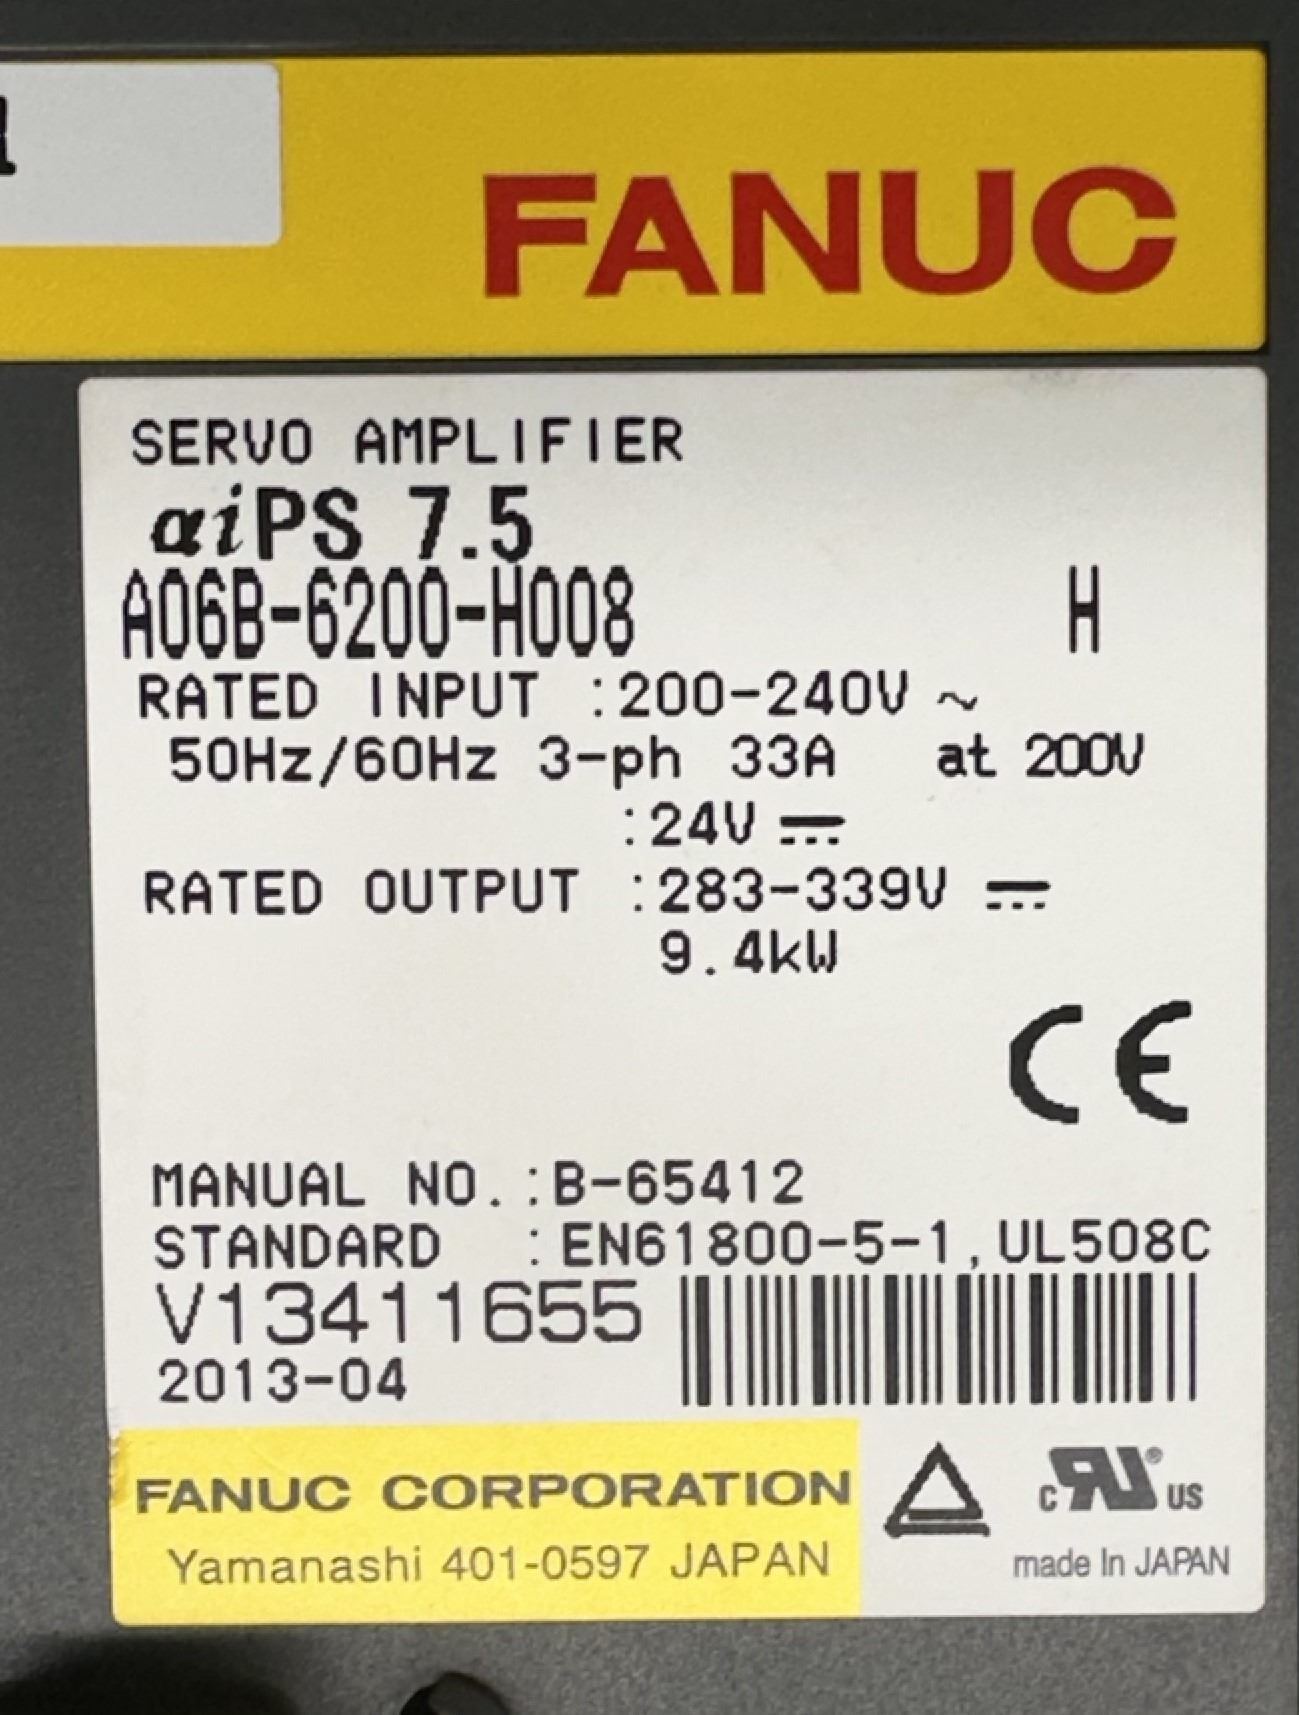 FANUC
SERVO AMPLIFIER
αiPS 7.5
A06B-6200-H008 H
RATED INPUT :200-240V ~
50Hz/60Hz 3-ph 33A at 200V
:24V ⎓
RATED OUTPUT :283-339V ⎓
9.4kW
CE
MANUAL NO.:B-65412
STANDARD :EN61800-5-1,UL508C
V13411655
2013-04
FANUC CORPORATION
Yamanashi 401-0597 JAPAN
c RU® US
made In JAPAN